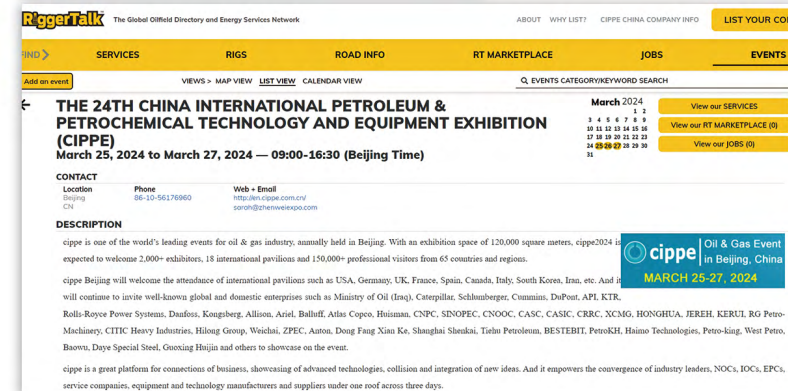 RiggerTalk The Global Oilfield Directory and Energy Services Network ABOUT WHY LIST? CIPPE CHINA COMPANY INFO LIST YOUR CO
FIND SERVICES RIGS ROAD INFO RT MARKETPLACE JOBS EVENTS
Add an event VIEWS > MAP VIEW LIST VIEW CALENDAR VIEW EVENTS CATEGORY/KEYWORD SEARCH
THE 24TH CHINA INTERNATIONAL PETROLEUM &
PETROCHEMICAL TECHNOLOGY AND EQUIPMENT EXHIBITION
(CIPPE)
March 25, 2024 to March 27, 2024 — 09:00-16:30 (Beijing Time)
March 2024
1 2
3 4 5 6 7 8 9
10 11 12 13 14 15 16
17 18 19 20 21 22 23
24 25 26 27 28 29 30
31
View our SERVICES
View our RT MARKETPLACE (0)
View our JOBS (0)
CONTACT
Location Phone Web + Email
Beijing 86-10-56176960 http://en.cippe.com.cn/
CN sarah@zhenweiexpo.com
DESCRIPTION
cippe is one of the world's leading events for oil & gas industry, annually held in Beijing. With an exhibition space of 120,000 square meters, cippe2024 is
expected to welcome 2,000+ exhibitors, 18 international pavilions and 150,000+ professional visitors from 65 countries and regions.
cippe Beijing will welcome the attendance of international pavilions such as USA, Germany, UK, France, Spain, Canada, Italy, South Korea, Iran, etc. And it
will continue to invite well-known global and domestic enterprises such as Ministry of Oil (Iraq), Caterpillar, Schlumberger, Cummins, DuPont, API, KTR,
Rolls-Royce Power Systems, Danfoss, Kongsberg, Allison, Ariel, Balluff, Atlas Copco, Huisman, CNPC, SINOPEC, CNOOC, CASC, CASIC, CRRC, XCMG, HONGHUA, JEREH, KERUI, RG Petro-
Machinery, CITIC Heavy Industries, Hilong Group, Weichai, ZPEC, Anton, Dong Fang Xian Ke, Shanghai Shenkai, Tiehu Petroleum, BESTEBIT, PetroKH, Haimo Technologies, Petro-king, West Petro,
Baowu, Daye Special Steel, Guoxing Huijin and others to showcase on the event.
cippe is a great platform for connections of business, showcasing of advanced technologies, collision and integration of new ideas. And it empowers the convergence of industry leaders, NOCs, IOCs, EPCs,
service companies, equipment and technology manufacturers and suppliers under one roof across three days.
cippe Oil & Gas Event
in Beijing, China
MARCH 25-27, 2024